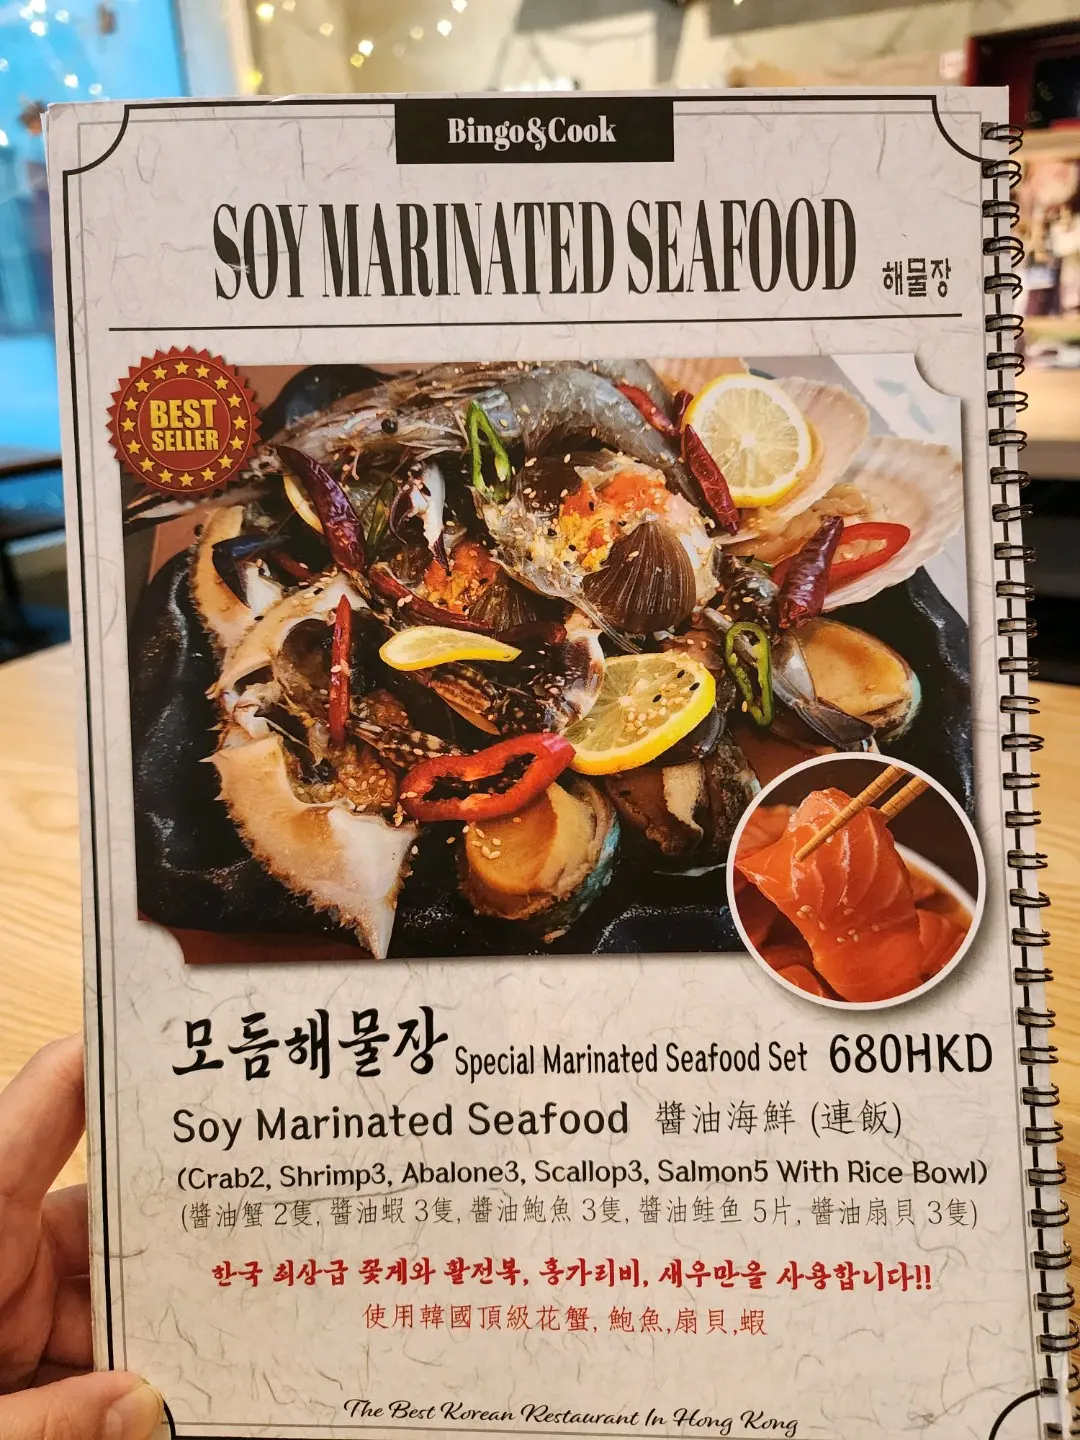 Bingo&Cook
SOY MARINATED SEAFOOD 해물장
BEST
SELLER
모듬해물장 Special Marinated Seafood Set 680HKD
Soy Marinated Seafood 醬油海鮮 (連飯)
(Crab2, Shrimp3, Abalone3, Scallop3, Salmon5 With Rice Bowl)
(醬油蟹 2隻, 醬油蝦 3隻, 醬油鮑魚 3隻, 醬油鮭鱼 5片, 醬油扇貝 3隻)
한국 최상급 꽃게와 활전복, 홍가리비, 새우만을 사용합니다!!
使用韓國頂級花蟹, 鮑魚,扇貝,蝦
The Best Korean Restaurant In Hong Kong